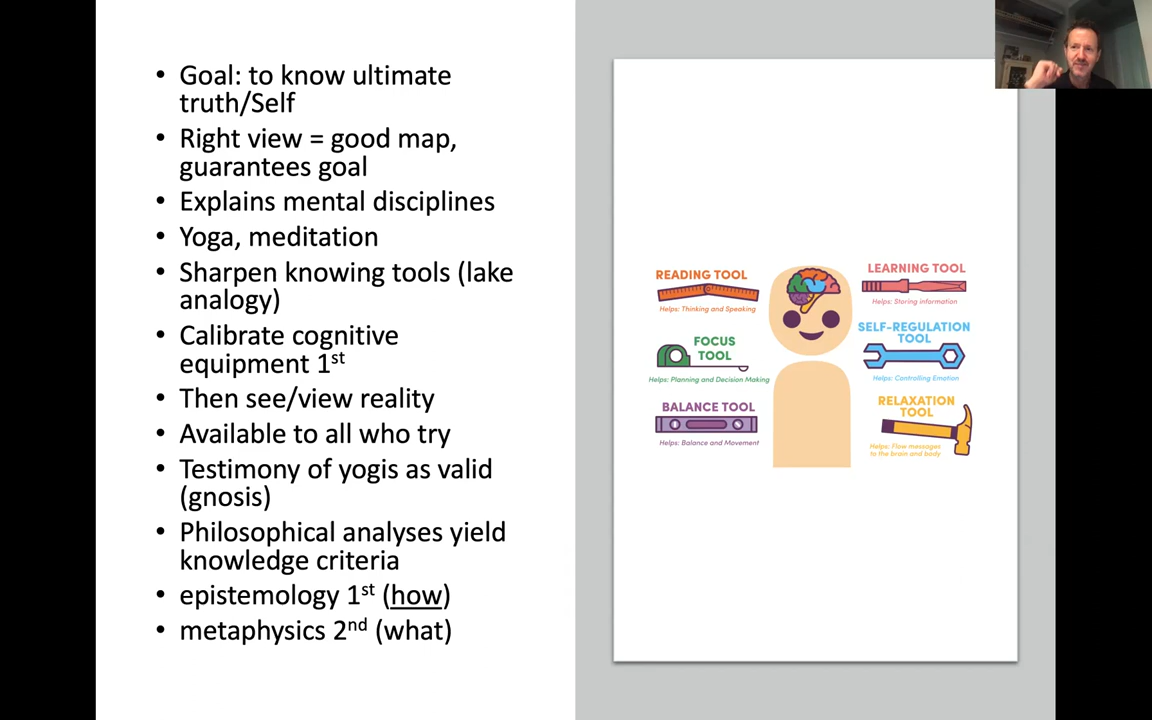 • Goal: to know ultimate
truth/Self
• Right view = good map,
guarantees goal
• Explains mental disciplines
• Yoga, meditation
• Sharpen knowing tools (lake
analogy)
• Calibrate cognitive
equipment 1st
• Then see/view reality
• Available to all who try
• Testimony of yogis as valid
(gnosis)
• Philosophical analyses yield
knowledge criteria
• epistemology 1st (how)
• metaphysics 2nd (what)
READING TOOL
Helps: Thinking and Speaking
FOCUS
TOOL
Helps: Planning and Decision Making
BALANCE TOOL
Helps: Balance and Movement
LEARNING TOOL
Helps: Storing information
SELF-REGULATION
TOOL
Helps: Controlling Emotion
RELAXATION
TOOL
Helps: Flow messages
to the brain and body